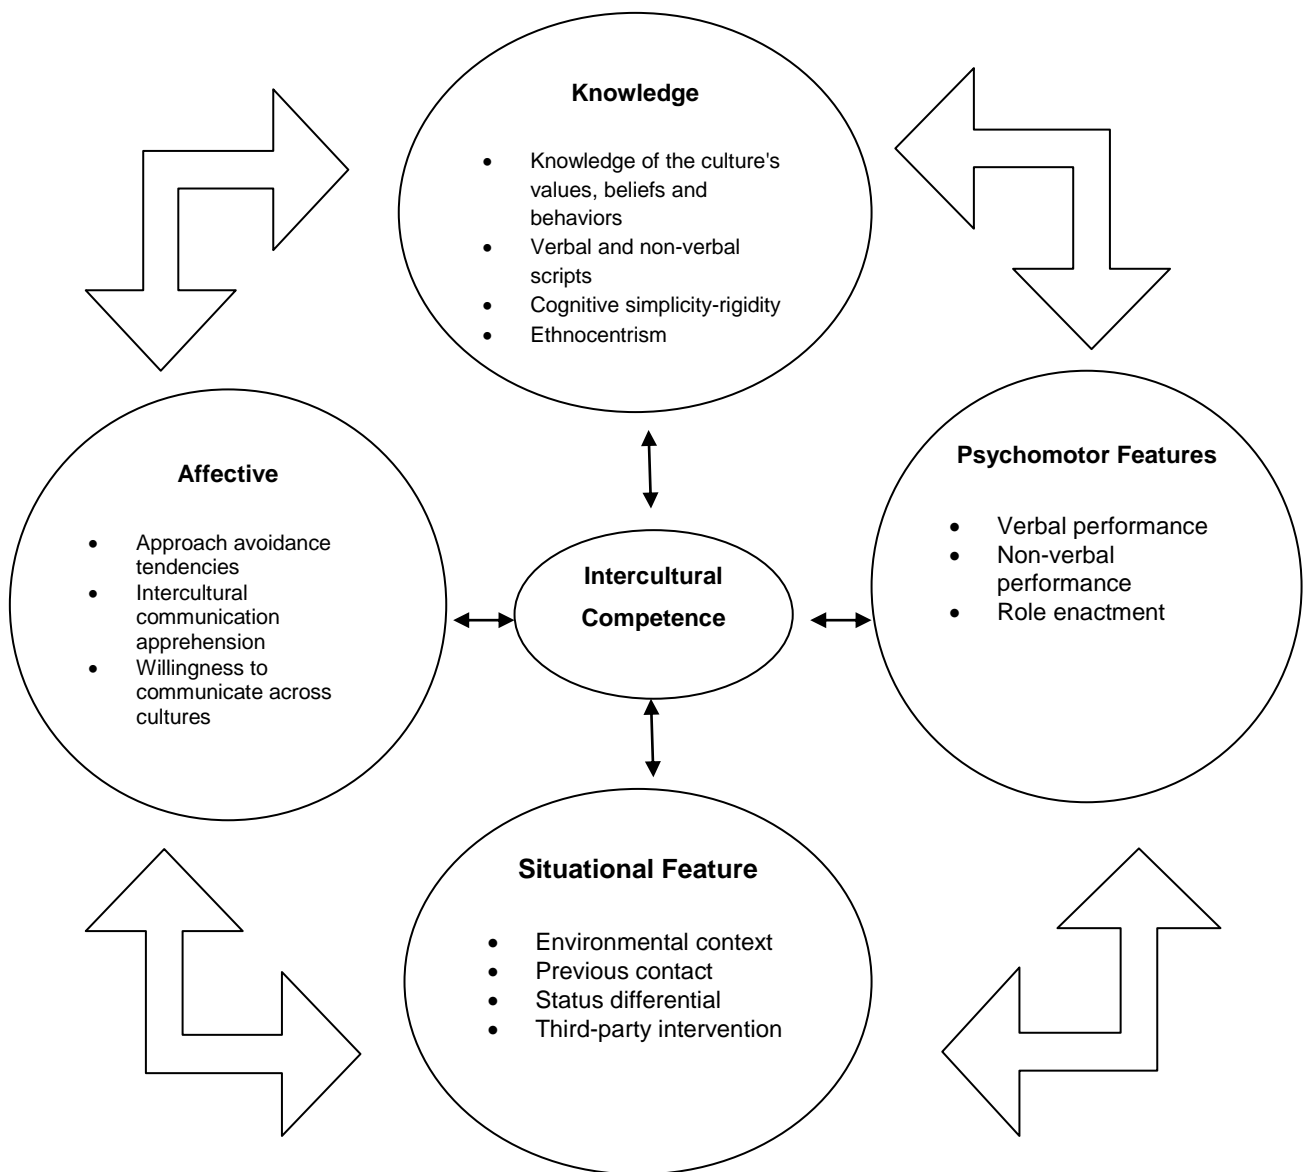 Knowledge
• Knowledge of the culture's
values, beliefs and
behaviors
• Verbal and non-verbal
scripts
• Cognitive simplicity-rigidity
• Ethnocentrism
Affective
• Approach avoidance
tendencies
• Intercultural
communication
apprehension
• Willingness to
communicate across
cultures
Intercultural
Competence
Psychomotor Features
• Verbal performance
• Non-verbal
performance
• Role enactment
Situational Feature
• Environmental context
• Previous contact
• Status differential
• Third-party intervention